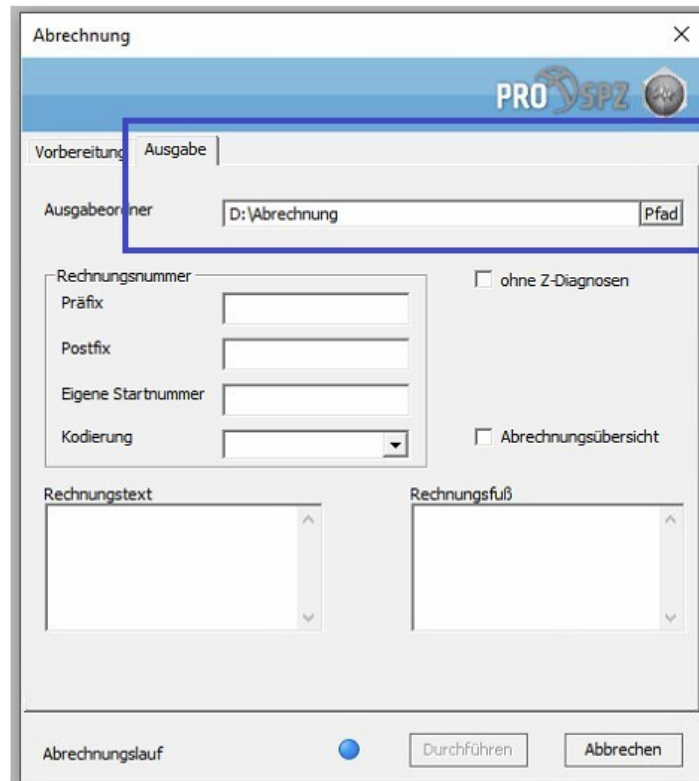 Abrechnung
PRO SPZ
Vorbereitung Ausgabe
Ausgabeordner D:\Abrechnung Pfad
Rechnungsnummer
ohne Z-Diagnosen
Präfix
Postfix
Eigene Startnummer
Kodierung
Abrechnungsübersicht
Rechnungstext Rechnungsfuß
Abrechnungslauf Durchführen Abbrechen